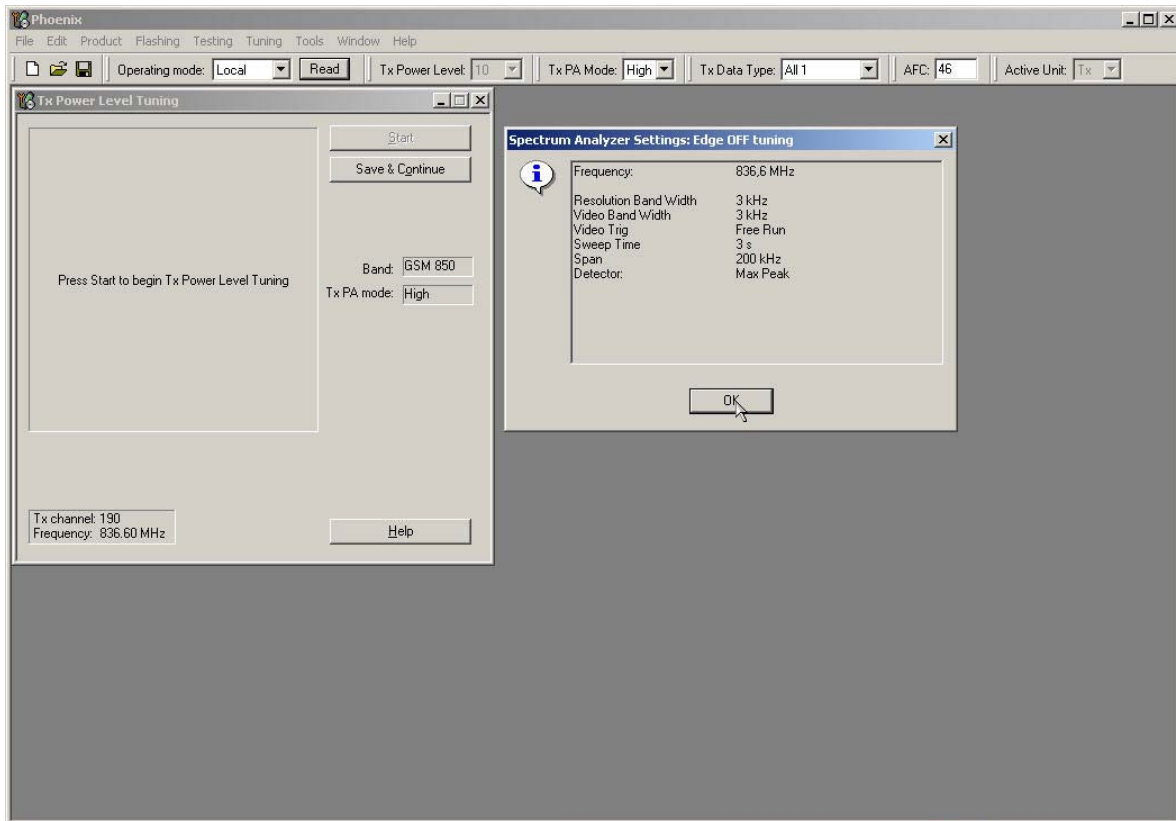 Phoenix
File Edit Product Flashing Testing Tuning Tools Window Help
Operating mode: Local Read Tx Power Level: 10 Tx PA Mode: High Tx Data Type: All 1 AFC: 46 Active Unit: Tx
Tx Power Level Tuning
Start
Save & Continue
Press Start to begin Tx Power Level Tuning
Band: GSM 850
Tx PA mode: High
Tx channel: 190
Frequency: 836.60 MHz
Help
Spectrum Analyzer Settings: Edge OFF tuning
Frequency: 836,6 MHz
Resolution Band Width 3 kHz
Video Band Width 3 kHz
Video Trig Free Run
Sweep Time 3 s
Span 200 kHz
Detector: Max Peak
OK